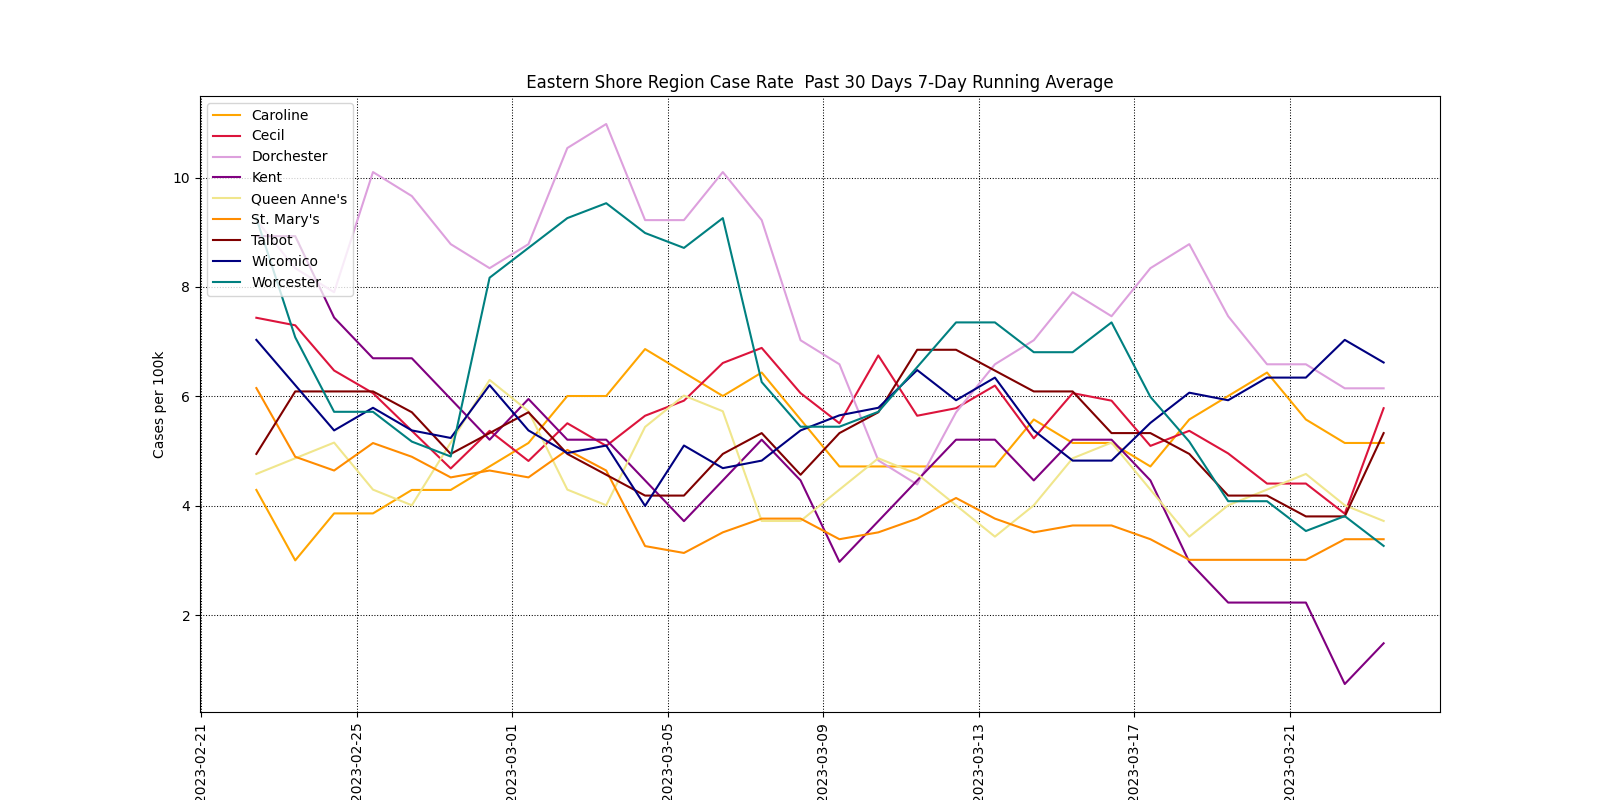 Eastern Shore Region Case Rate  Past 30 Days 7-Day Running Average
Caroline
Cecil
Dorchester
Kent
Queen Anne's
St. Mary's
Talbot
Wicomico
Worcester
Cases per 100k
10
8
6
4
2
2023-02-21
2023-02-25
2023-03-01
2023-03-05
2023-03-09
2023-03-13
2023-03-17
2023-03-21